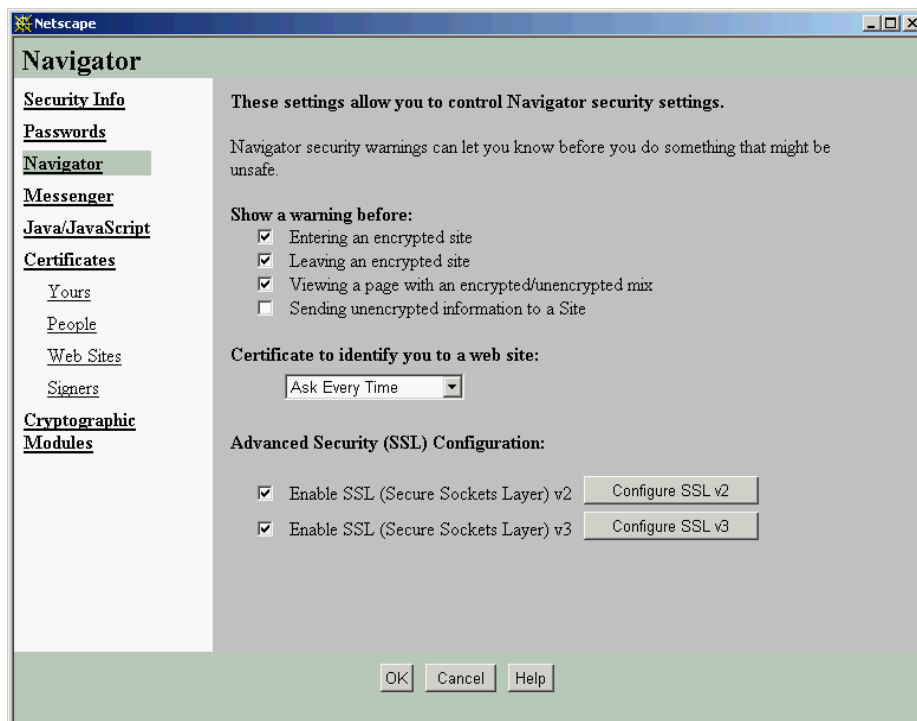 Netscape
Navigator
Security Info
Passwords
Navigator
Messenger
Java/JavaScript
Certificates
Yours
People
Web Sites
Signers
Cryptographic
Modules
These settings allow you to control Navigator security settings.
Navigator security warnings can let you know before you do something that might be
unsafe.
Show a warning before:
Entering an encrypted site
Leaving an encrypted site
Viewing a page with an encrypted/unencrypted mix
Sending unencrypted information to a Site
Certificate to identify you to a web site:
Ask Every Time
Advanced Security (SSL) Configuration:
Enable SSL (Secure Sockets Layer) v2 Configure SSL v2
Enable SSL (Secure Sockets Layer) v3 Configure SSL v3
OK Cancel Help